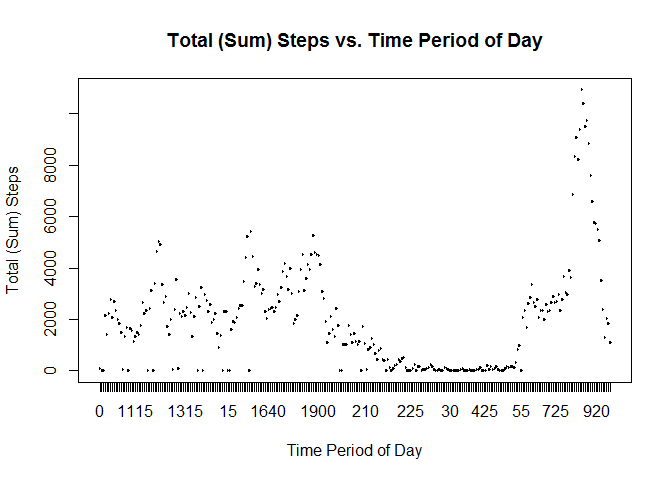 Total (Sum) Steps vs. Time Period of Day
Total (Sum) Steps
0 2000 4000 6000 8000
0 1115 1315 15 1640 1900 210 225 30 425 55 725 920
Time Period of Day